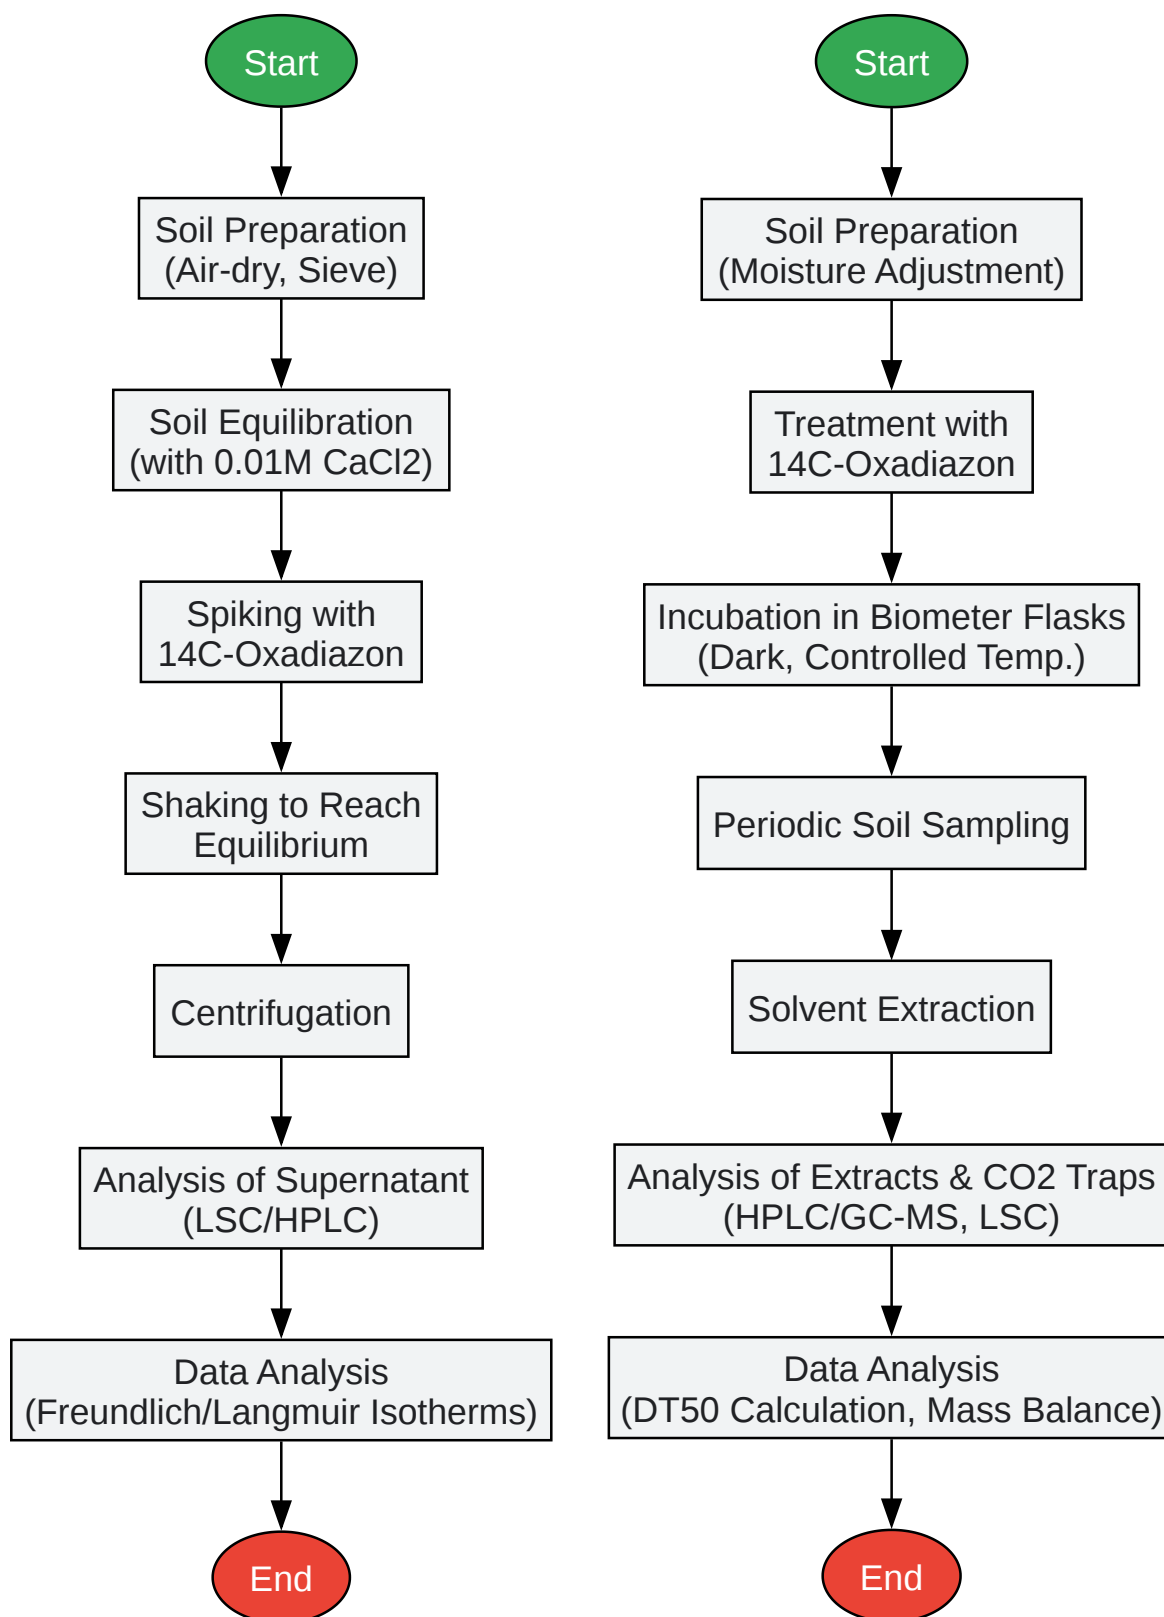 Start
Soil Preparation
(Air-dry, Sieve)
Soil Equilibration
(with 0.01M CaCl2)
Spiking with
14C-Oxadiazon
Shaking to Reach
Equilibrium
Centrifugation
Analysis of Supernatant
(LSC/HPLC)
Data Analysis
(Freundlich/Langmuir Isotherms)
End
Start
Soil Preparation
(Moisture Adjustment)
Treatment with
14C-Oxadiazon
Incubation in Biometer Flasks
(Dark, Controlled Temp.)
Periodic Soil Sampling
Solvent Extraction
Analysis of Extracts & CO2 Traps
(HPLC/GC-MS, LSC)
Data Analysis
(DT50 Calculation, Mass Balance)
End